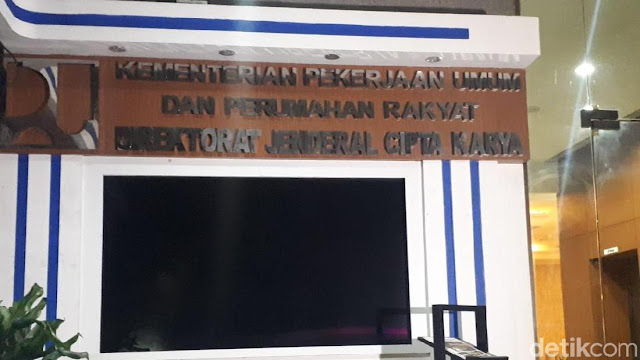 KEMENTERIAN PEKERJAAN UMUM
DAN PERUMAHAN RAKYAT
DIREKTORAT JENDERAL CIPTA KARYA
detikcom